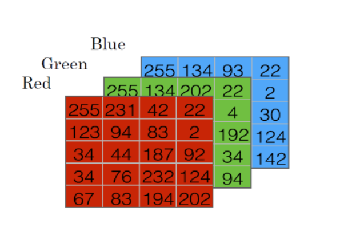 Blue
Green
Red
255 134 93 22
255 134 202 22 2
255 231 42 22 4 30
123 94 83 2 192 124
34 44 187 92 34 142
34 76 232 124 94
67 83 194 202